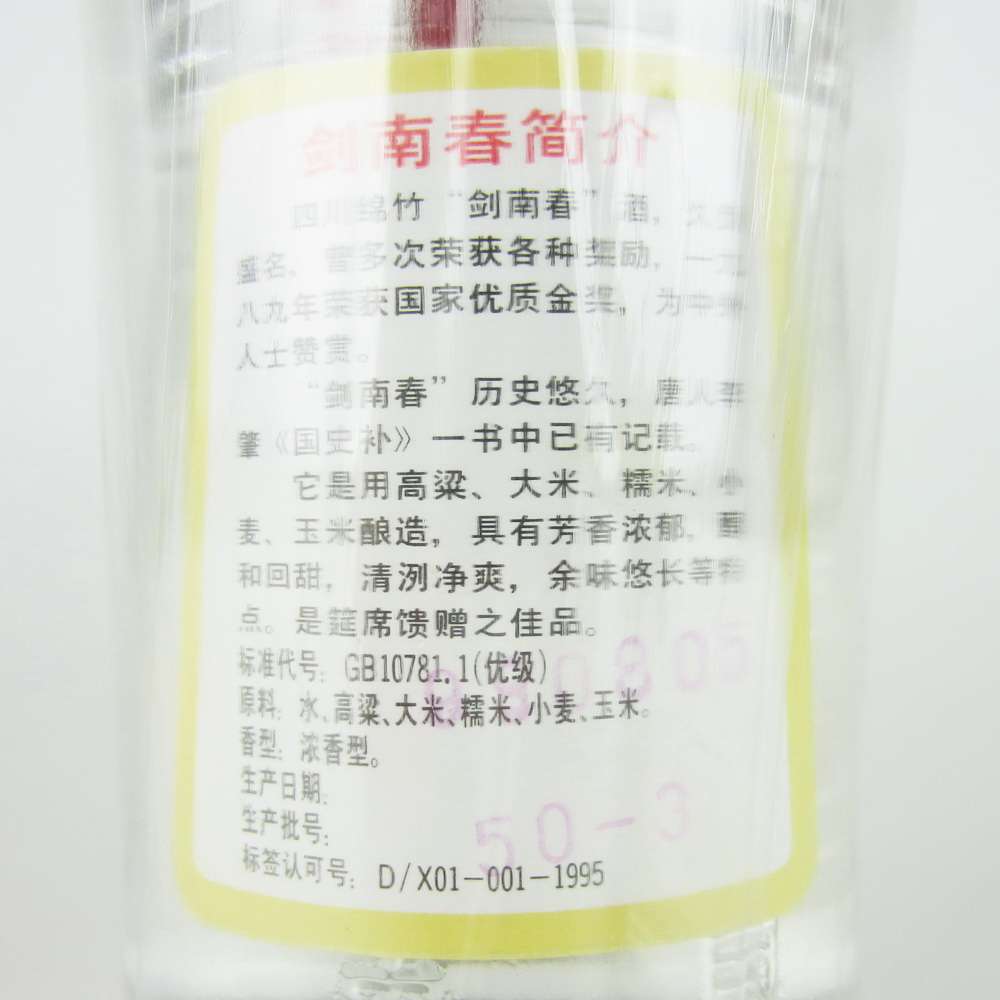 剑南春简介
四川绵竹“剑南春”酒，久
盛名，曾多次荣获各种奖励，一九
八九年荣获国家优质金奖，为中外
人士赞赏。
“剑南春”历史悠久，唐人李
肇《国史补》一书中已有记载。
它是用高粱、大米、糯米、小
麦、玉米酿造，具有芳香浓郁，醇
和回甜，清洌净爽，余味悠长等特
点。是筵席馈赠之佳品。
标准代号：GB10781.1(优级)
原料：水、高粱、大米、糯米、小麦、玉米。
香型：浓香型。
生产日期：
生产批号：
50-3
标签认可号：D/X01-001-1995